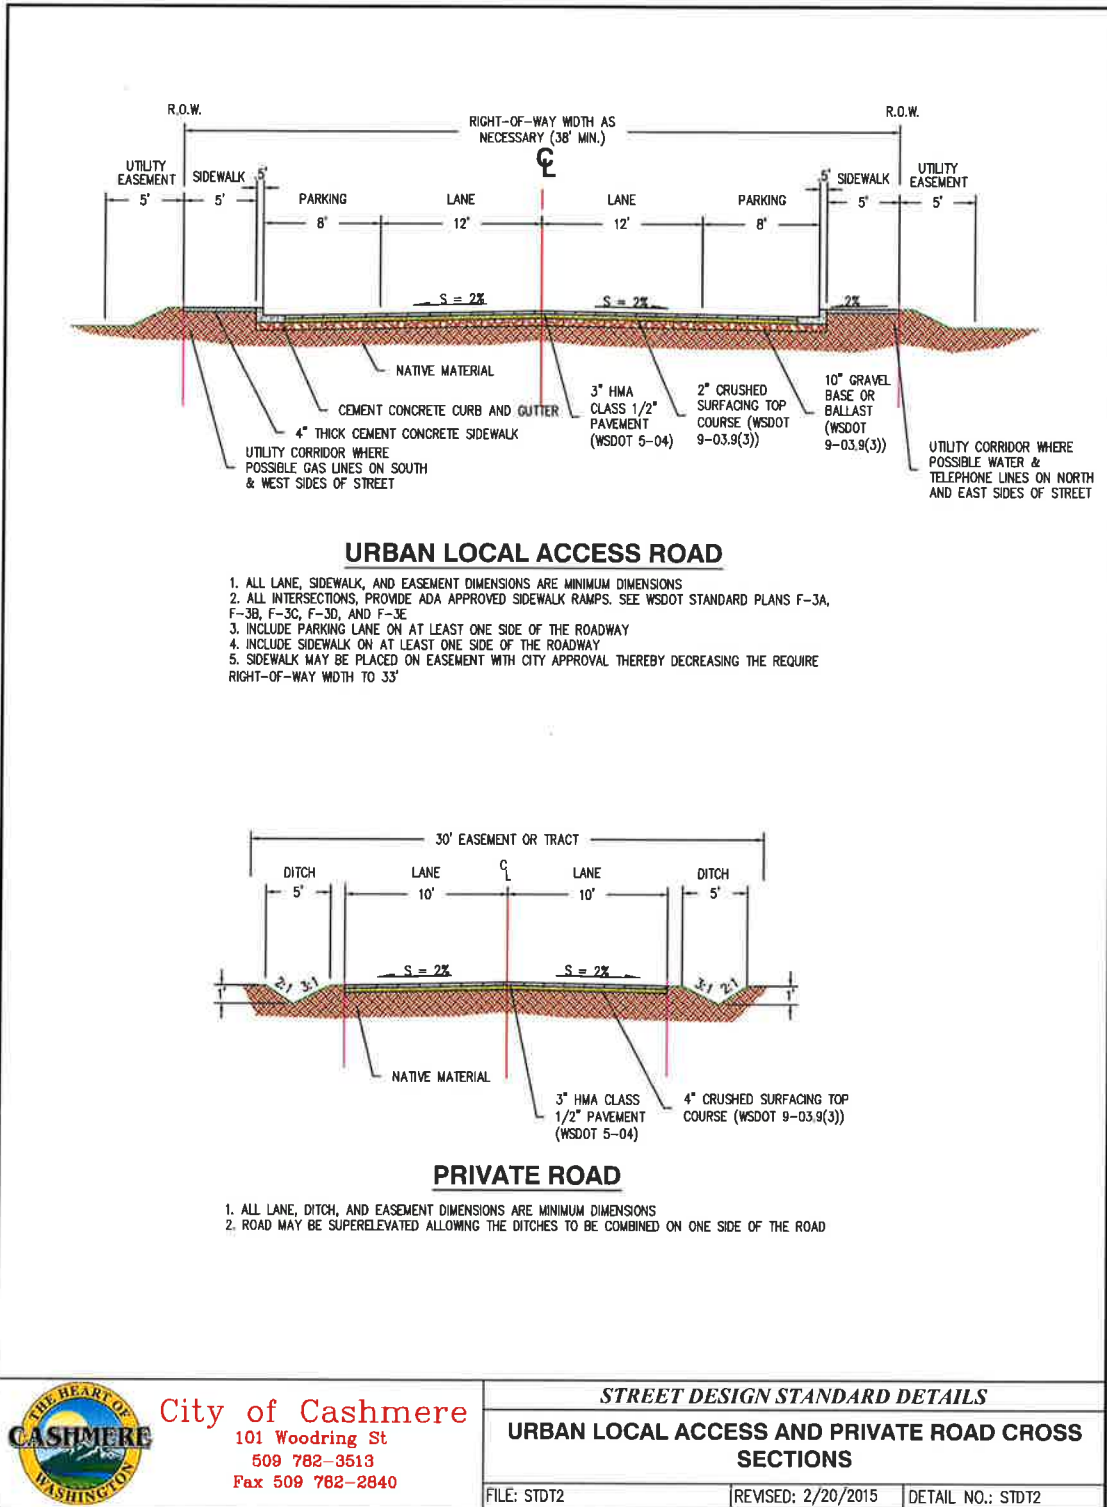 R.O.W.
R.O.W.
RIGHT-OF-WAY WIDTH AS
NECESSARY (38' MIN.)
CL
UTILITY
EASEMENT
5'
SIDEWALK
5'
.5'
PARKING
8'
LANE
12'
LANE
12'
PARKING
8'
.5'
SIDEWALK
5'
UTILITY
EASEMENT
5'
S = 2%
S = 2%
2%
NATIVE MATERIAL
CEMENT CONCRETE CURB AND GUTTER
4" THICK CEMENT CONCRETE SIDEWALK
UTILITY CORRIDOR WHERE
POSSIBLE GAS LINES ON SOUTH
& WEST SIDES OF STREET
3" HMA
CLASS 1/2"
PAVEMENT
(WSDOT 5-04)
2" CRUSHED
SURFACING TOP
COURSE (WSDOT
9-03.9(3))
10" GRAVEL
BASE OR
BALLAST
(WSDOT
9-03.9(3))
UTILITY CORRIDOR WHERE
POSSIBLE WATER &
TELEPHONE LINES ON NORTH
AND EAST SIDES OF STREET
URBAN LOCAL ACCESS ROAD
1. ALL LANE, SIDEWALK, AND EASEMENT DIMENSIONS ARE MINIMUM DIMENSIONS
2. ALL INTERSECTIONS, PROVIDE ADA APPROVED SIDEWALK RAMPS. SEE WSDOT STANDARD PLANS F-3A,
F-3B, F-3C, F-3D, AND F-3E
3. INCLUDE PARKING LANE ON AT LEAST ONE SIDE OF THE ROADWAY
4. INCLUDE SIDEWALK ON AT LEAST ONE SIDE OF THE ROADWAY
5. SIDEWALK MAY BE PLACED ON EASEMENT WITH CITY APPROVAL THEREBY DECREASING THE REQUIRE
RIGHT-OF-WAY WIDTH TO 33'
30' EASEMENT OR TRACT
DITCH
5'
LANE
10'
CL
LANE
10'
DITCH
5'
S = 2%
S = 2%
1'
2:1 3:1
3:1 2:1
1'
NATIVE MATERIAL
3" HMA CLASS
1/2" PAVEMENT
(WSDOT 5-04)
4" CRUSHED SURFACING TOP
COURSE (WSDOT 9-03.9(3))
PRIVATE ROAD
1. ALL LANE, DITCH, AND EASEMENT DIMENSIONS ARE MINIMUM DIMENSIONS
2. ROAD MAY BE SUPERELEVATED ALLOWING THE DITCHES TO BE COMBINED ON ONE SIDE OF THE ROAD
THE HEART OF
CASHMERE
WASHINGTON
City of Cashmere
101 Woodring St
509 782-3513
Fax 509 782-2840
STREET DESIGN STANDARD DETAILS
URBAN LOCAL ACCESS AND PRIVATE ROAD CROSS
SECTIONS
FILE: STDT2
REVISED: 2/20/2015
DETAIL NO.: STDT2